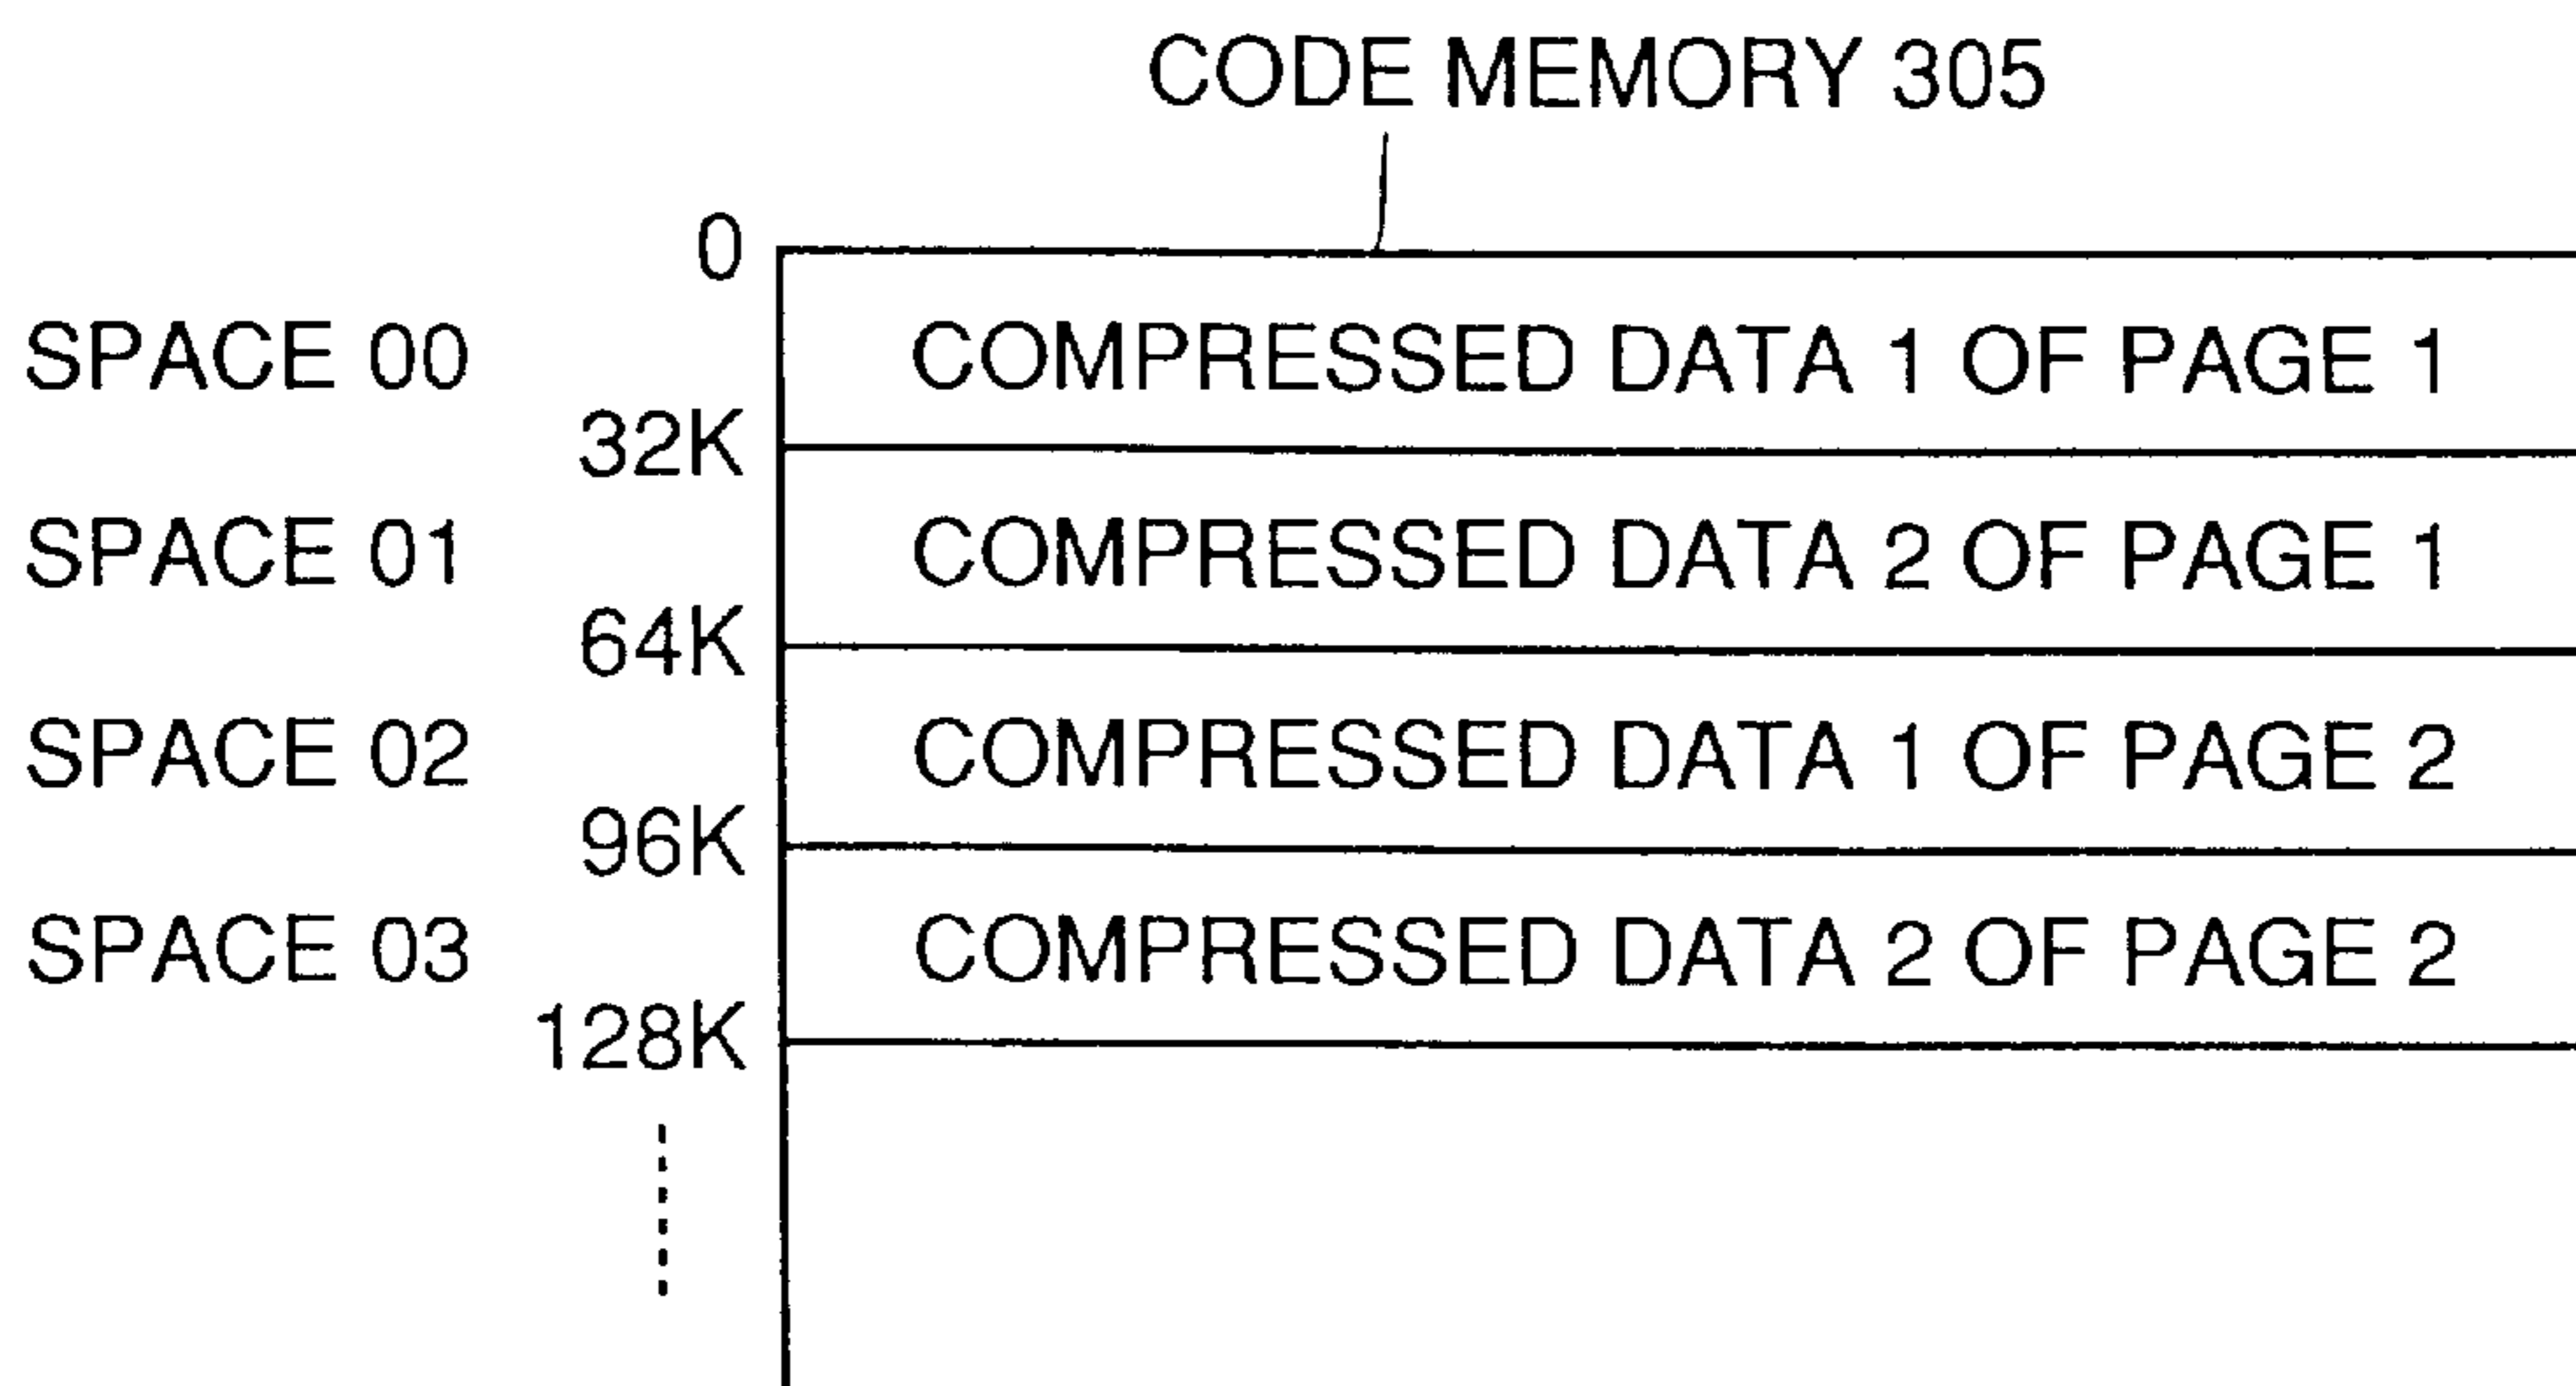 CODE MEMORY 305
0
SPACE 00 COMPRESSED DATA 1 OF PAGE 1
32K
SPACE 01 COMPRESSED DATA 2 OF PAGE 1
64K
SPACE 02 COMPRESSED DATA 1 OF PAGE 2
96K
SPACE 03 COMPRESSED DATA 2 OF PAGE 2
128K